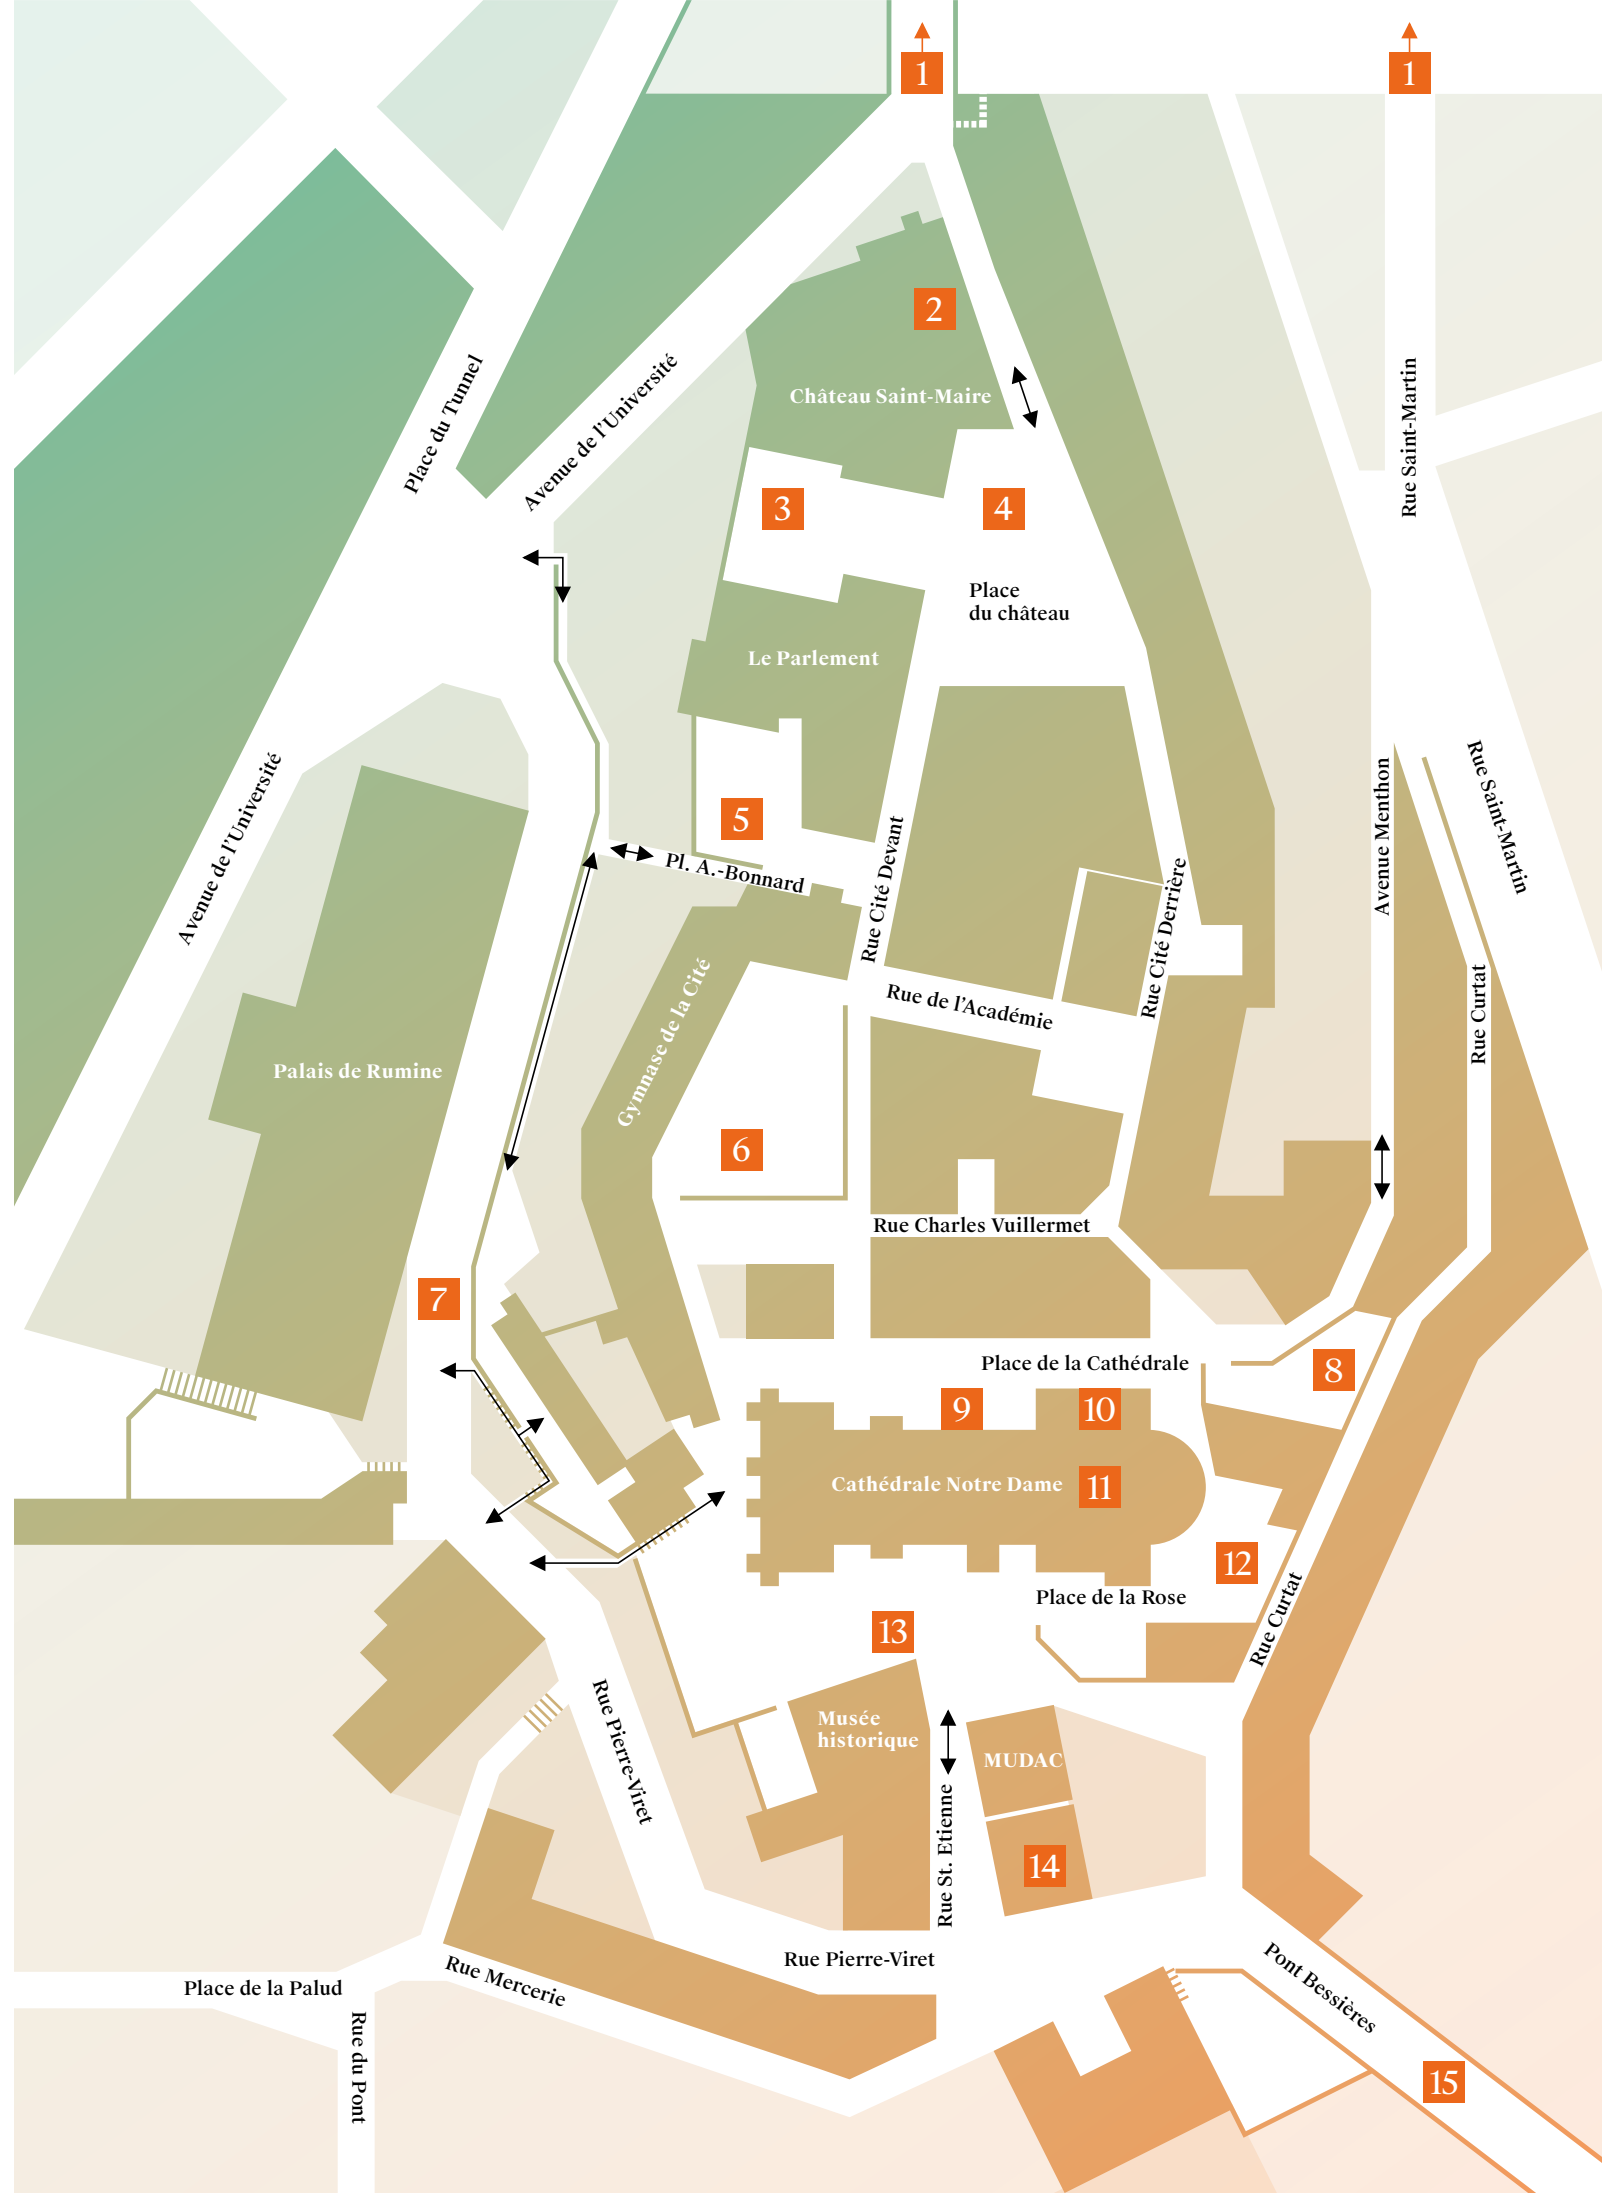 1
1
2
Château Saint-Maire
Place du Tunnel
Avenue de l'Université
Rue Saint-Martin
3
4
Place
du château
Le Parlement
5
Pl. A.-Bonnard
Rue Cité Devant
Rue Cité Derrière
Avenue Menthon
Rue Saint-Martin
Avenue de l'Université
Rue de l'Académie
Rue Curtat
Gymnase de la Cité
Palais de Rumine
6
Rue Charles Vuillermet
7
Place de la Cathédrale
8
9
10
Cathédrale Notre Dame
11
12
Place de la Rose
13
Rue Curtat
Rue Pierre-Viret
Musée
historique
MUDAC
Rue St. Etienne
14
Rue Pierre-Viret
Pont Bessières
Rue Mercerie
Place de la Palud
Rue du Pont
15